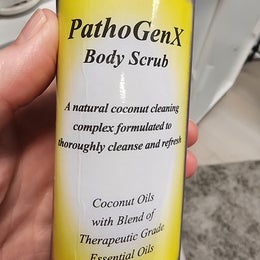 PathoGenX
Body Scrub
A natural coconut cleaning
complex formulated to
thoroughly cleanse and refresh
Coconut Oils
with Blend of
Therapeutic Grade
Essential Oils